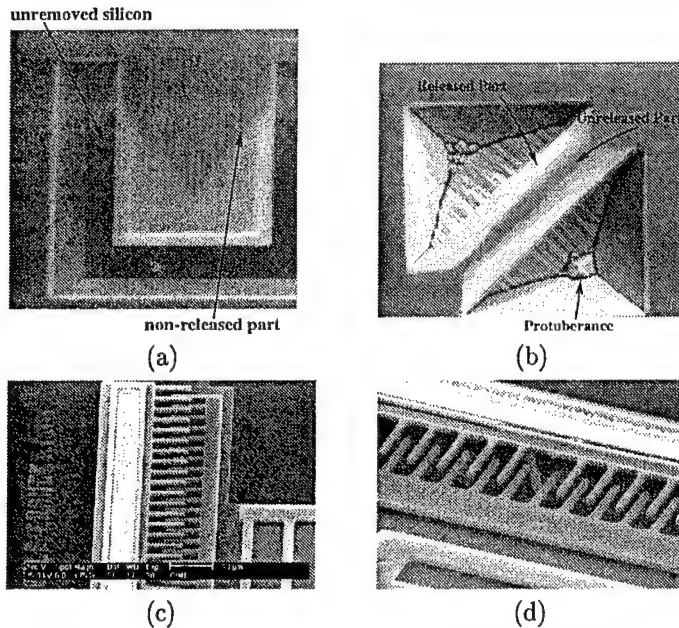 unremoved silicon
Released Part
Unreleased Part
non-released part
Protuberance
(a)
(b)
(c)
(d)